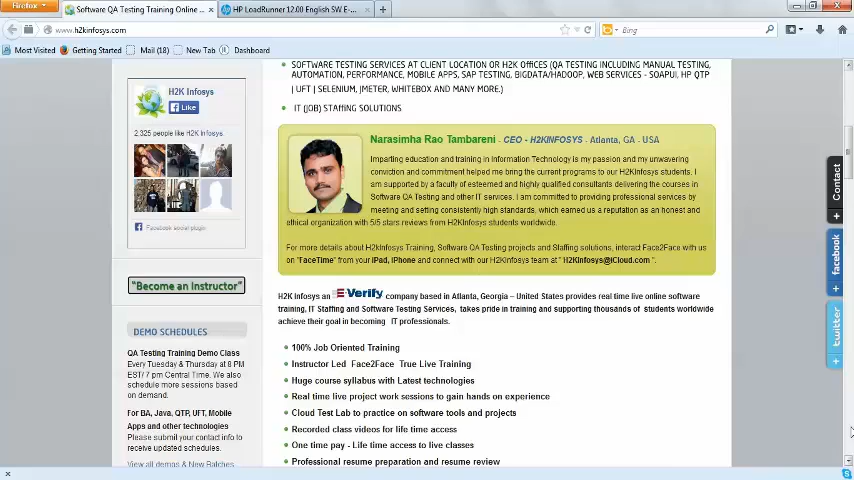 Firefox
Software QA Testing Training Online ...
HP LoadRunner 12.00 English SW E-...
www.h2kinfosys.com
Bing
Most Visited
Getting Started
Mail (18)
New Tab
Dashboard
SOFTWARE TESTING SERVICES AT CLIENT LOCATION OR H2K OFFICES (QA TESTING INCLUDING MANUAL TESTING,
AUTOMATION, PERFORMANCE, MOBILE APPS, SAP TESTING, BIGDATA/HADOOP, WEB SERVICES - SOAPUI, HP QTP
| UFT | SELENIUM, JMETER, WHITEBOX AND MANY MORE.)
IT (JOB) STAffING SOLUTIONS
H2K Infosys
Like
2,325 people like H2K Infosys.
Facebook social plugin
Narasimha Rao Tambareni - CEO - H2KINFOSYS - Atlanta, GA - USA
Imparting education and training in Information Technology is my passion and my unwavering
conviction and commitment helped me bring the current programs to our H2KInfosys students. I
am supported by a faculty of esteemed and highly qualified consultants delivering the courses in
Software QA Testing and other IT services. I am committed to providing professional services by
meeting and setting consistently high standards, which earned us a reputation as an honest and
ethical organization with 5/5 stars reviews from H2KInfosys students worldwide.
For more details about H2kInfosys Training, Software QA Testing projects and Staffing solutions, interact Face2Face with us
on "FaceTime" from your iPad, iPhone and connect with our H2KInfosys team at " H2KInfosys@iCloud.com ".
"Become an Instructor"
H2K Infosys is an E-Verify company based in Atlanta, Georgia – United States provides real time live online software
training, IT Staffing and Software Testing Services, takes pride in training and supporting thousands of students worldwide
achieve their goal in becoming IT professionals.
DEMO SCHEDULES
QA Testing Training Demo Class
Every Tuesday & Thursday at 8 PM
EST/ 7 pm Central Time. We also
schedule more sessions based
on demand.
For BA, Java, QTP, UFT, Mobile
Apps and other technologies
Please submit your contact info to
receive updated schedules.
View all demos & New Batches
100% Job Oriented Training
Instructor Led Face2Face True Live Training
Huge course syllabus with Latest technologies
Real time live project work sessions to gain hands on experience
Cloud Test Lab to practice on software tools and projects
Recorded class videos for life time access
One time pay - Life time access to live classes
Professional resume preparation and resume review
Contact
facebook
twitter